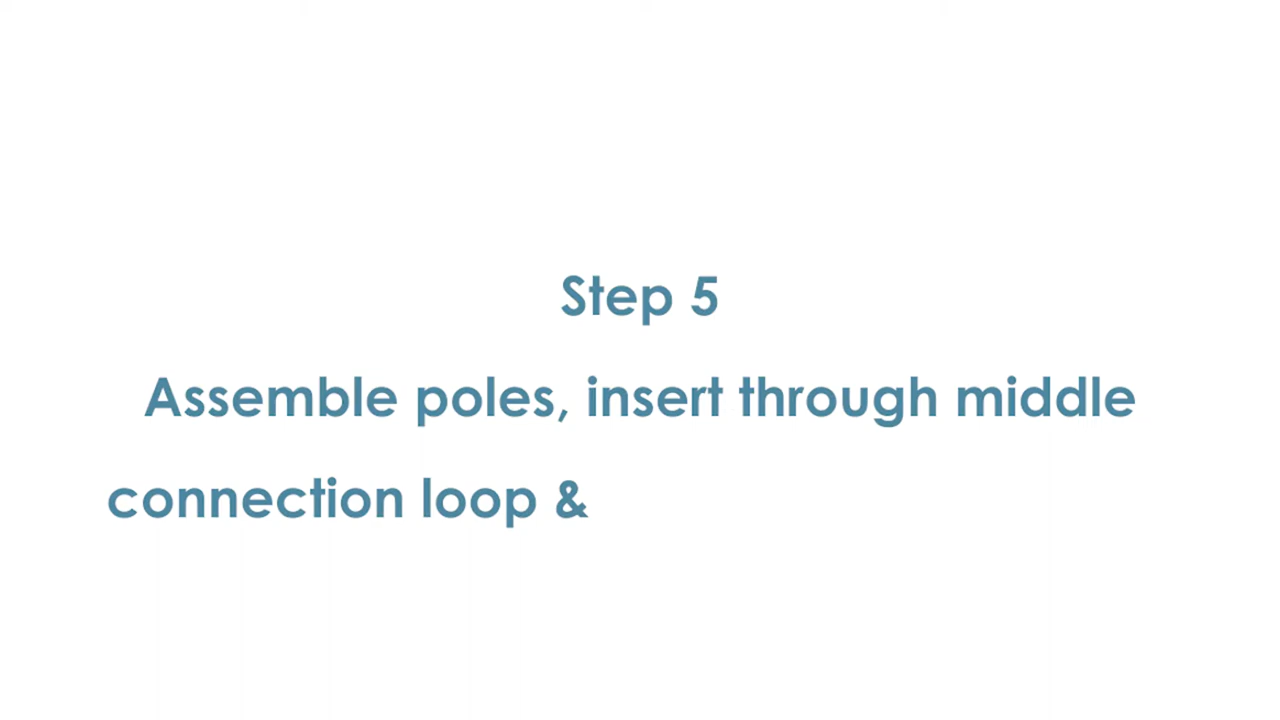 Step 5
Assemble poles, insert through middle
connection loop &